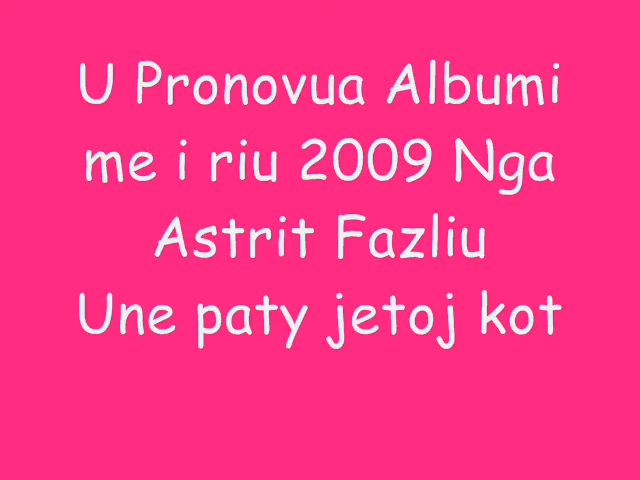 U Pronovua Albumi
me i riu 2009 Nga
Astrit Fazliu
Une paty jetoj kot